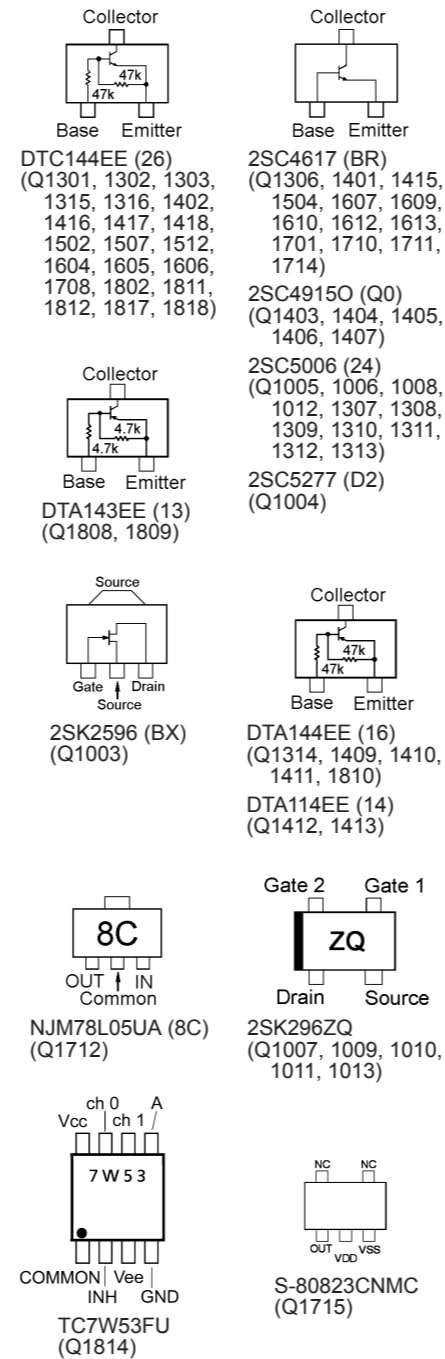 Collector
47k
47k
Base Emitter
DTC144EE (26)
(Q1301, 1302, 1303,
1315, 1316, 1402,
1416, 1417, 1418,
1502, 1507, 1512,
1604, 1605, 1606,
1708, 1802, 1811,
1812, 1817, 1818)
Collector
Base Emitter
2SC4617 (BR)
(Q1306, 1401, 1415,
1504, 1607, 1609,
1610, 1612, 1613,
1701, 1710, 1711,
1714)
2SC4915O (Q0)
(Q1403, 1404, 1405,
1406, 1407)
2SC5006 (24)
(Q1005, 1006, 1008,
1012, 1307, 1308,
1309, 1310, 1311,
1312, 1313)
2SC5277 (D2)
(Q1004)
Collector
4.7k
4.7k
Base Emitter
DTA143EE (13)
(Q1808, 1809)
Source
Gate Drain
Source
2SK2596 (BX)
(Q1003)
Collector
47k
47k
Base Emitter
DTA144EE (16)
(Q1314, 1409, 1410,
1411, 1810)
DTA114EE (14)
(Q1412, 1413)
8C
OUT IN
Common
NJM78L05UA (8C)
(Q1712)
Gate 2 Gate 1
ZQ
Drain Source
2SK296ZQ
(Q1007, 1009, 1010,
1011, 1013)
ch 0 A
Vcc ch 1
7W53
COMMON Vee
INH GND
TC7W53FU
(Q1814)
NC NC
OUT VSS
VDD
S-80823CNMC
(Q1715)